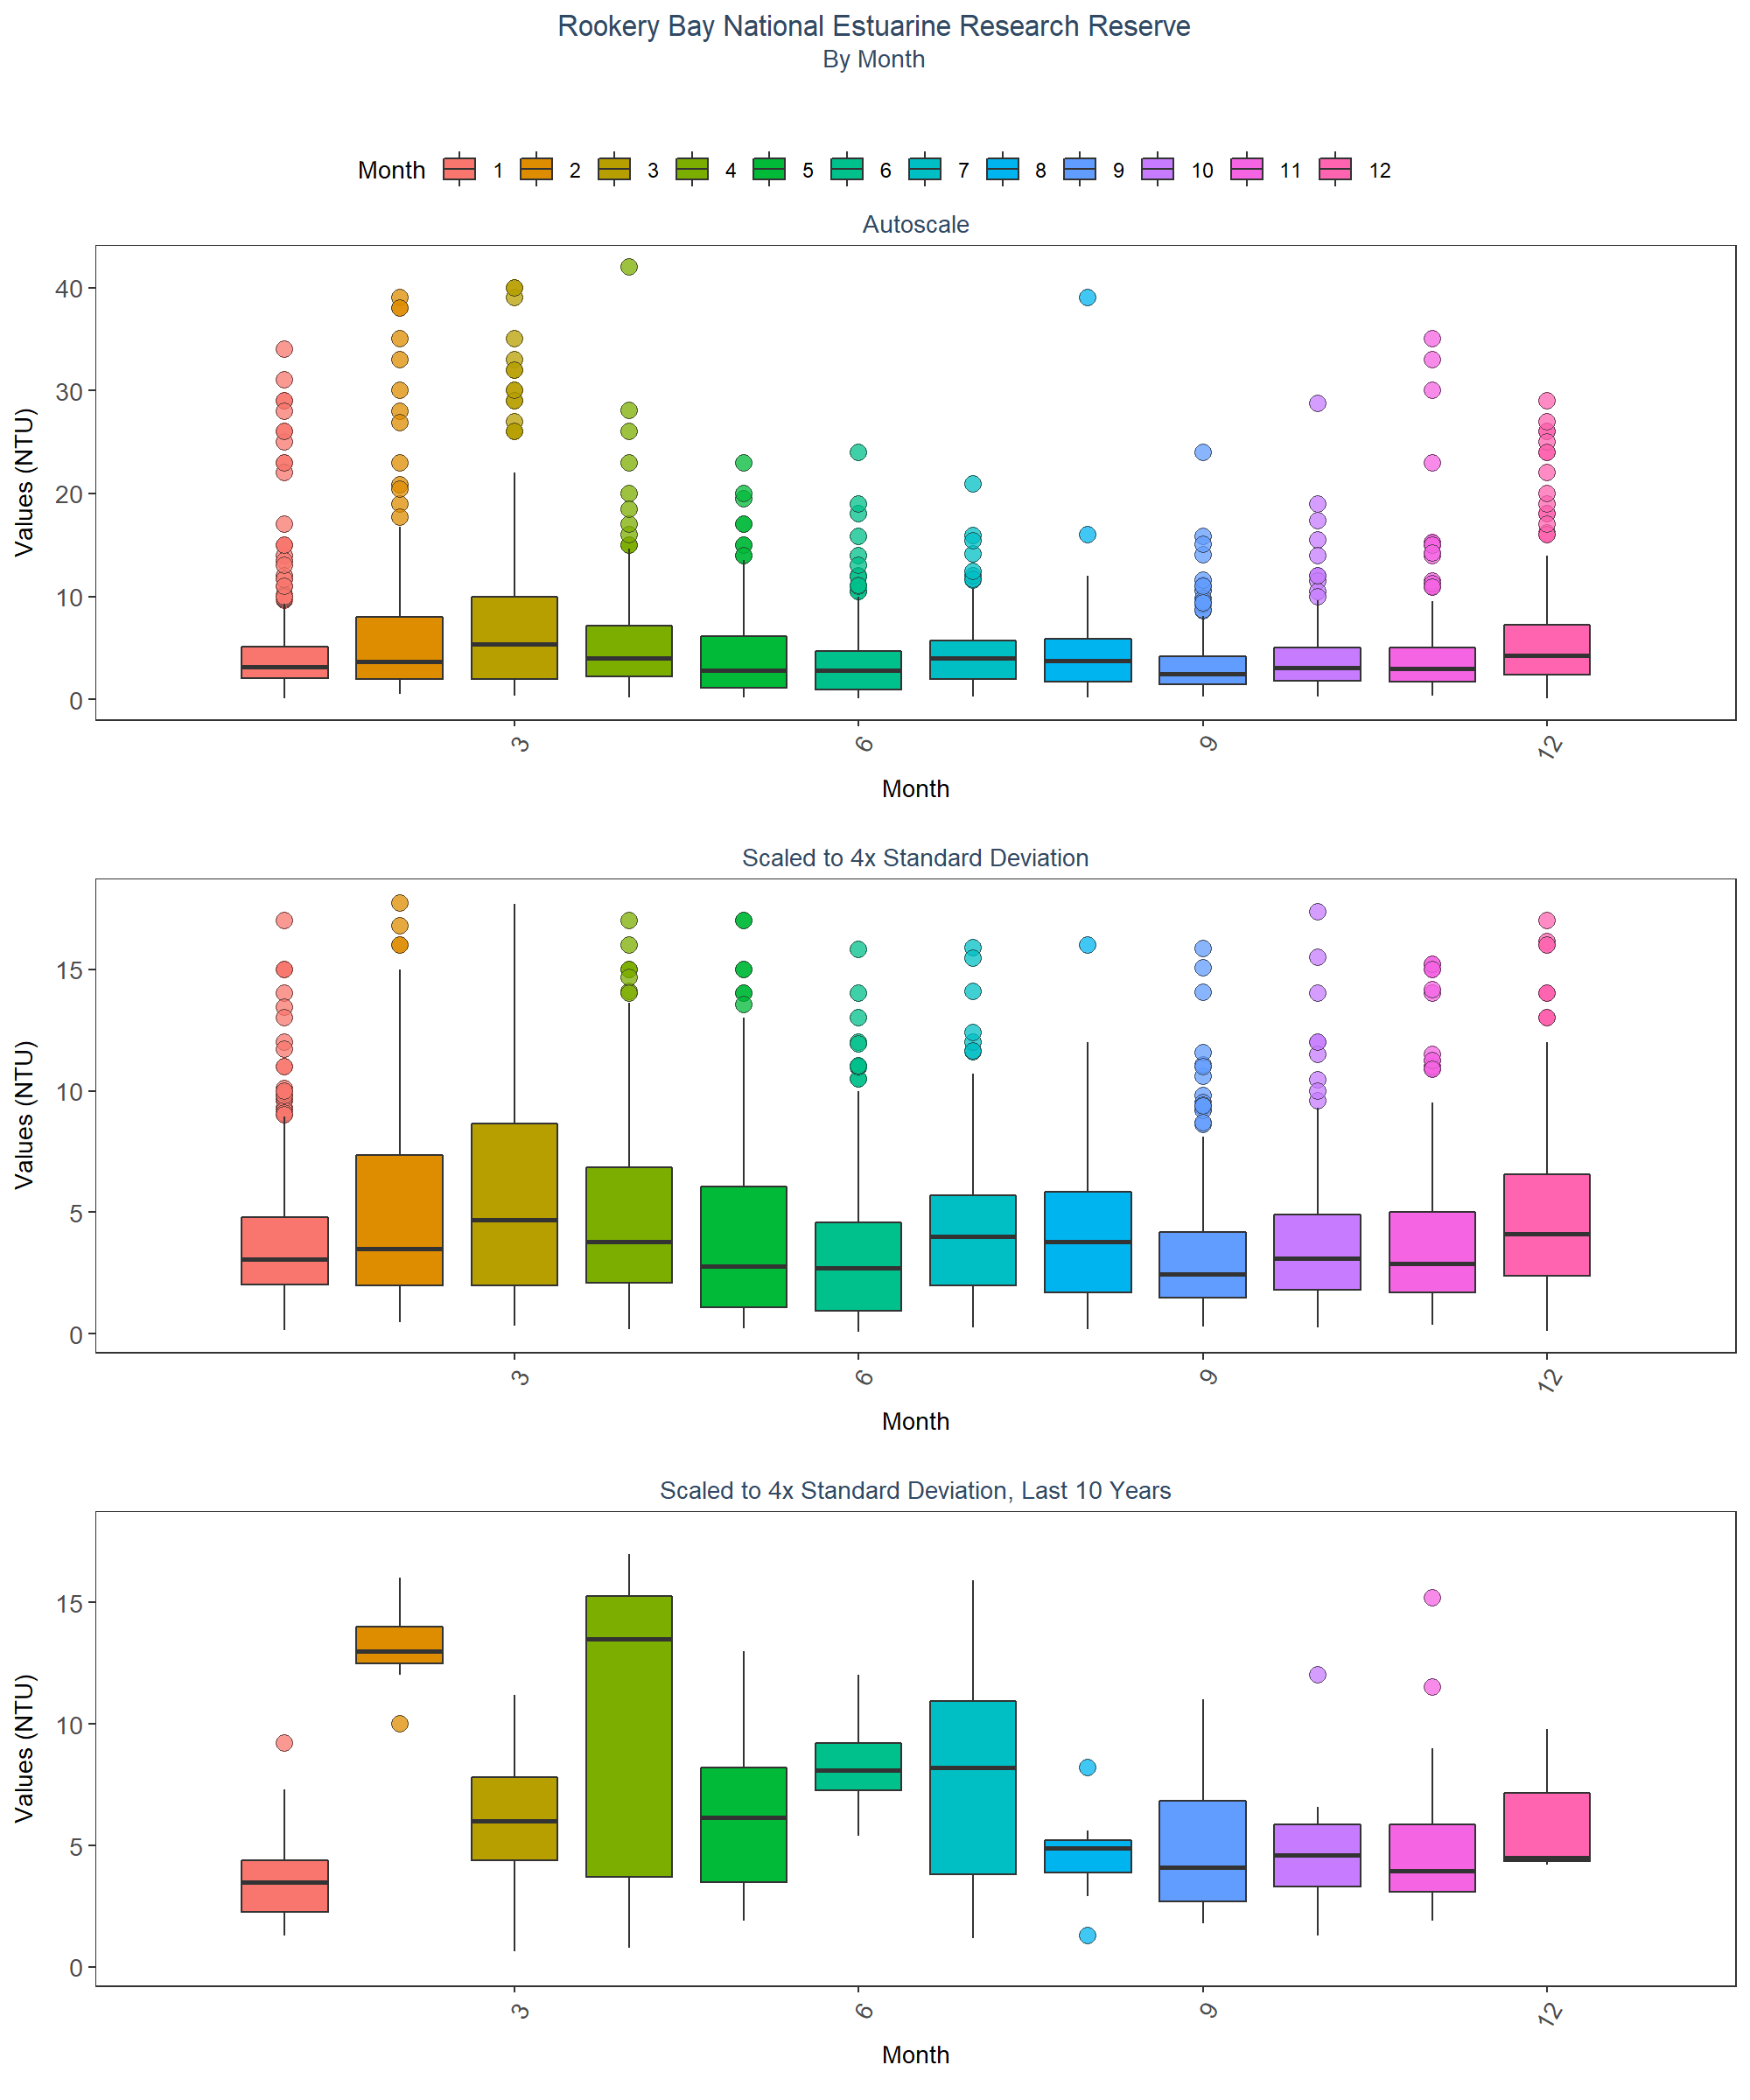 Rookery Bay National Estuarine Research Reserve
By Month
Month 1 2 3 4 5 6 7 8 9 10 11 12
Autoscale
Values (NTU)
40
30
20
10
0
3 6 9 12
Month
Scaled to 4x Standard Deviation
Values (NTU)
15
10
5
0
3 6 9 12
Month
Scaled to 4x Standard Deviation, Last 10 Years
Values (NTU)
15
10
5
0
3 6 9 12
Month